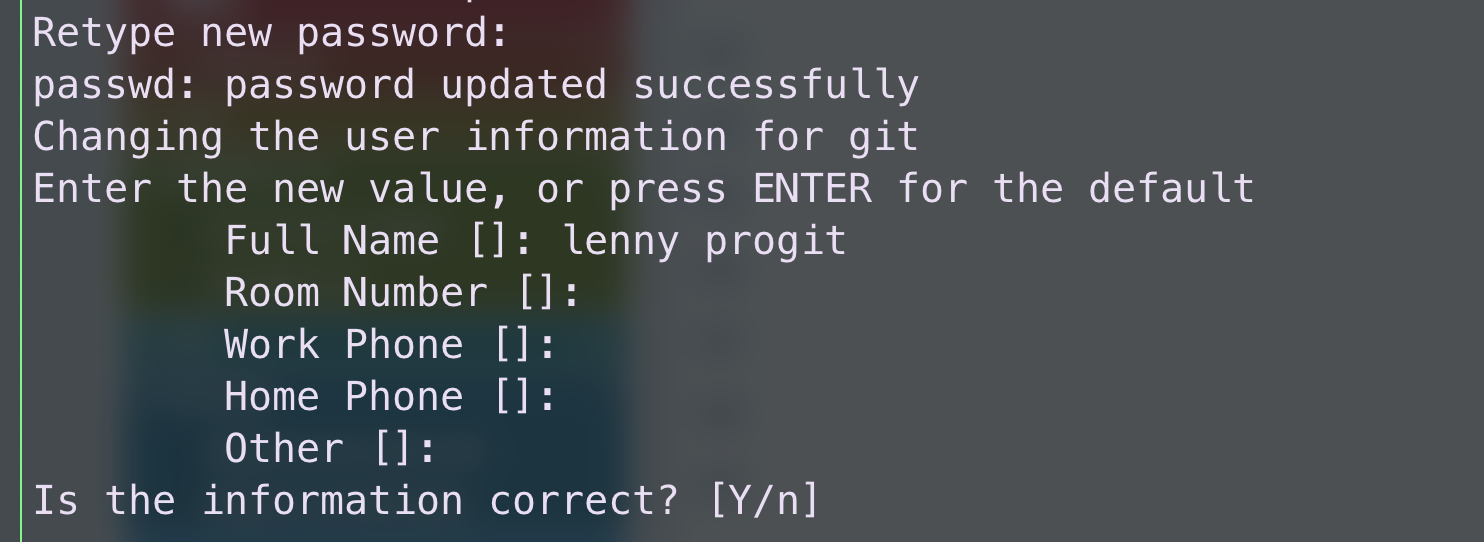 Retype new password:
passwd: password updated successfully
Changing the user information for git
Enter the new value, or press ENTER for the default
Full Name []: lenny progit
Room Number []:
Work Phone []:
Home Phone []:
Other []:
Is the information correct? [Y/n]